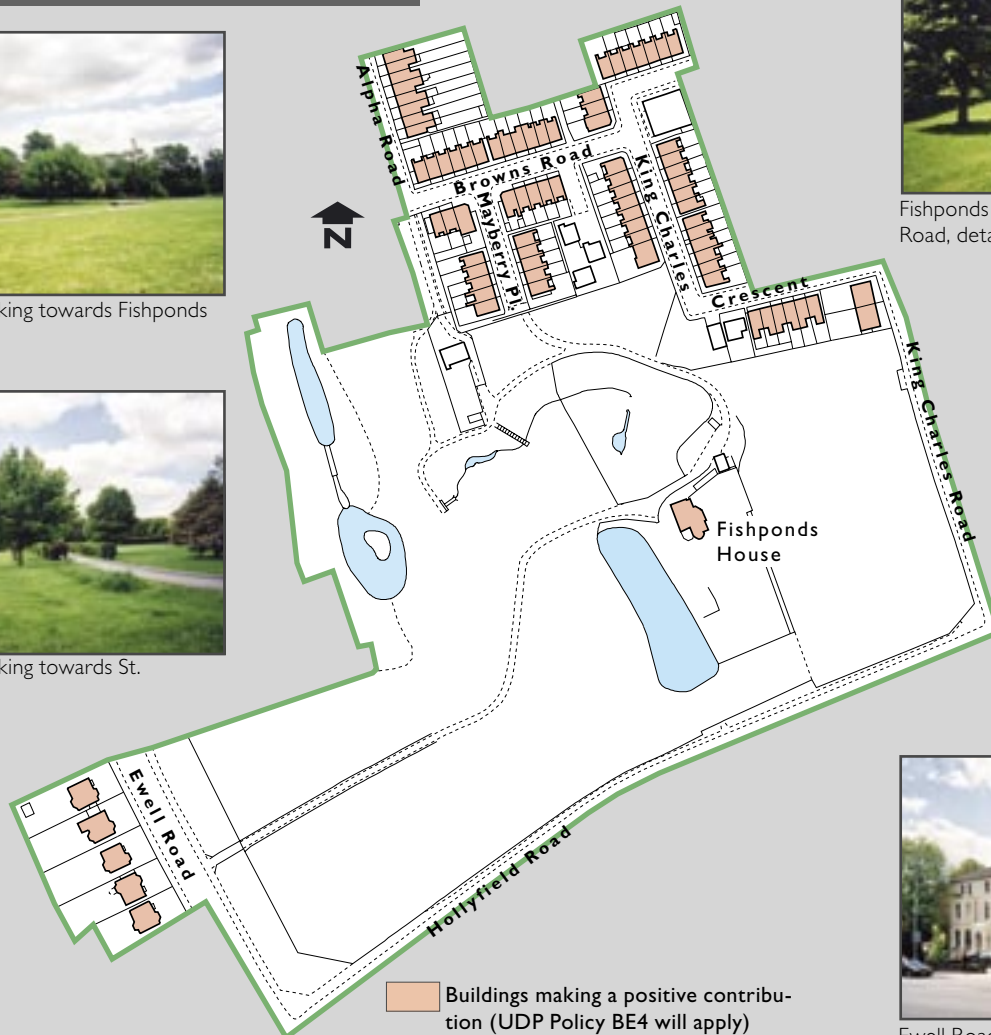 Alpha Road
Browns Road
Mayberry Pl.
King Charles
Crescent
King Charles Road
N
Fishponds
House
Ewell Road
Hollyfield Road
Buildings making a positive contribu-
tion (UDP Policy BE4 will apply)
king towards Fishponds
king towards St.
Fishponds
Road, deta
Ewell Road